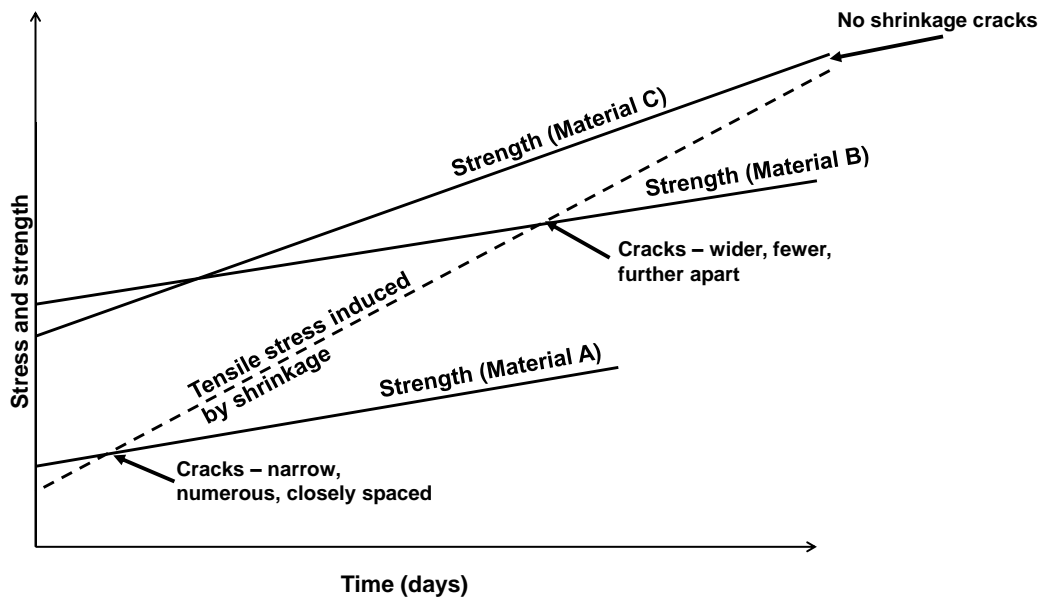 No shrinkage cracks
Strength (Material C)
Strength (Material B)
Cracks – wider, fewer,
further apart
Stress and strength
Tensile stress induced
by shrinkage
Strength (Material A)
Cracks – narrow,
numerous, closely spaced
Time (days)